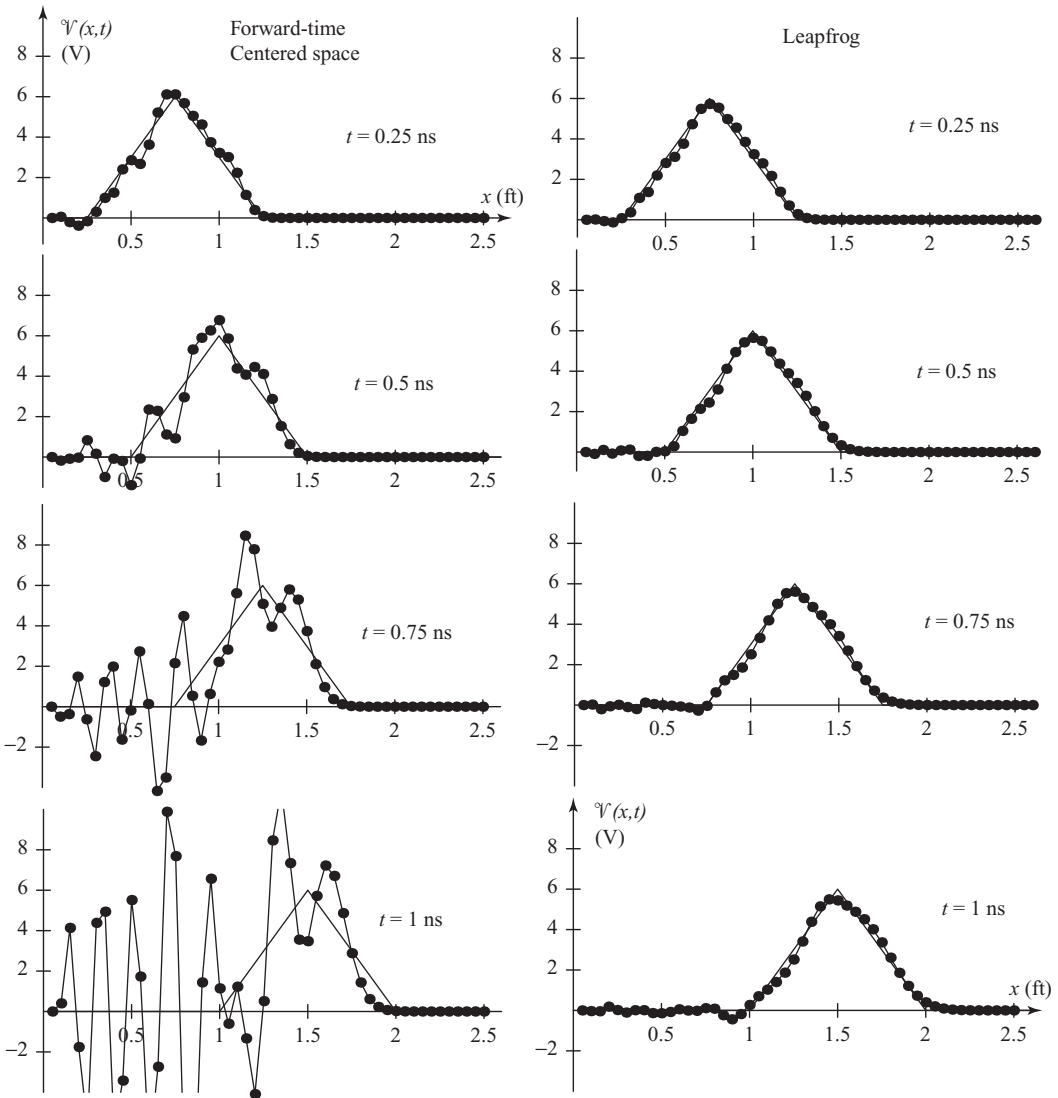 𝒱(x,t)
(V)
Forward-time
Centered space
8
6
4
2
t = 0.25 ns
x (ft)
0.5 1 1.5 2 2.5
8
6
4
2
t = 0.5 ns
0.5 1 1.5 2 2.5
8
6
4
2
−2
t = 0.75 ns
0.5 1 1.5 2 2.5
8
6
4
2
−2
t = 1 ns
0.5 1 1.5 2 2.5
Leapfrog
8
6
4
2
t = 0.25 ns
0.5 1 1.5 2 2.5
8
6
4
2
t = 0.5 ns
0.5 1 1.5 2 2.5
8
6
4
2
−2
t = 0.75 ns
0.5 1 1.5 2 2.5
𝒱(x,t)
(V)
8
6
4
2
−2
t = 1 ns
x (ft)
0.5 1 1.5 2 2.5